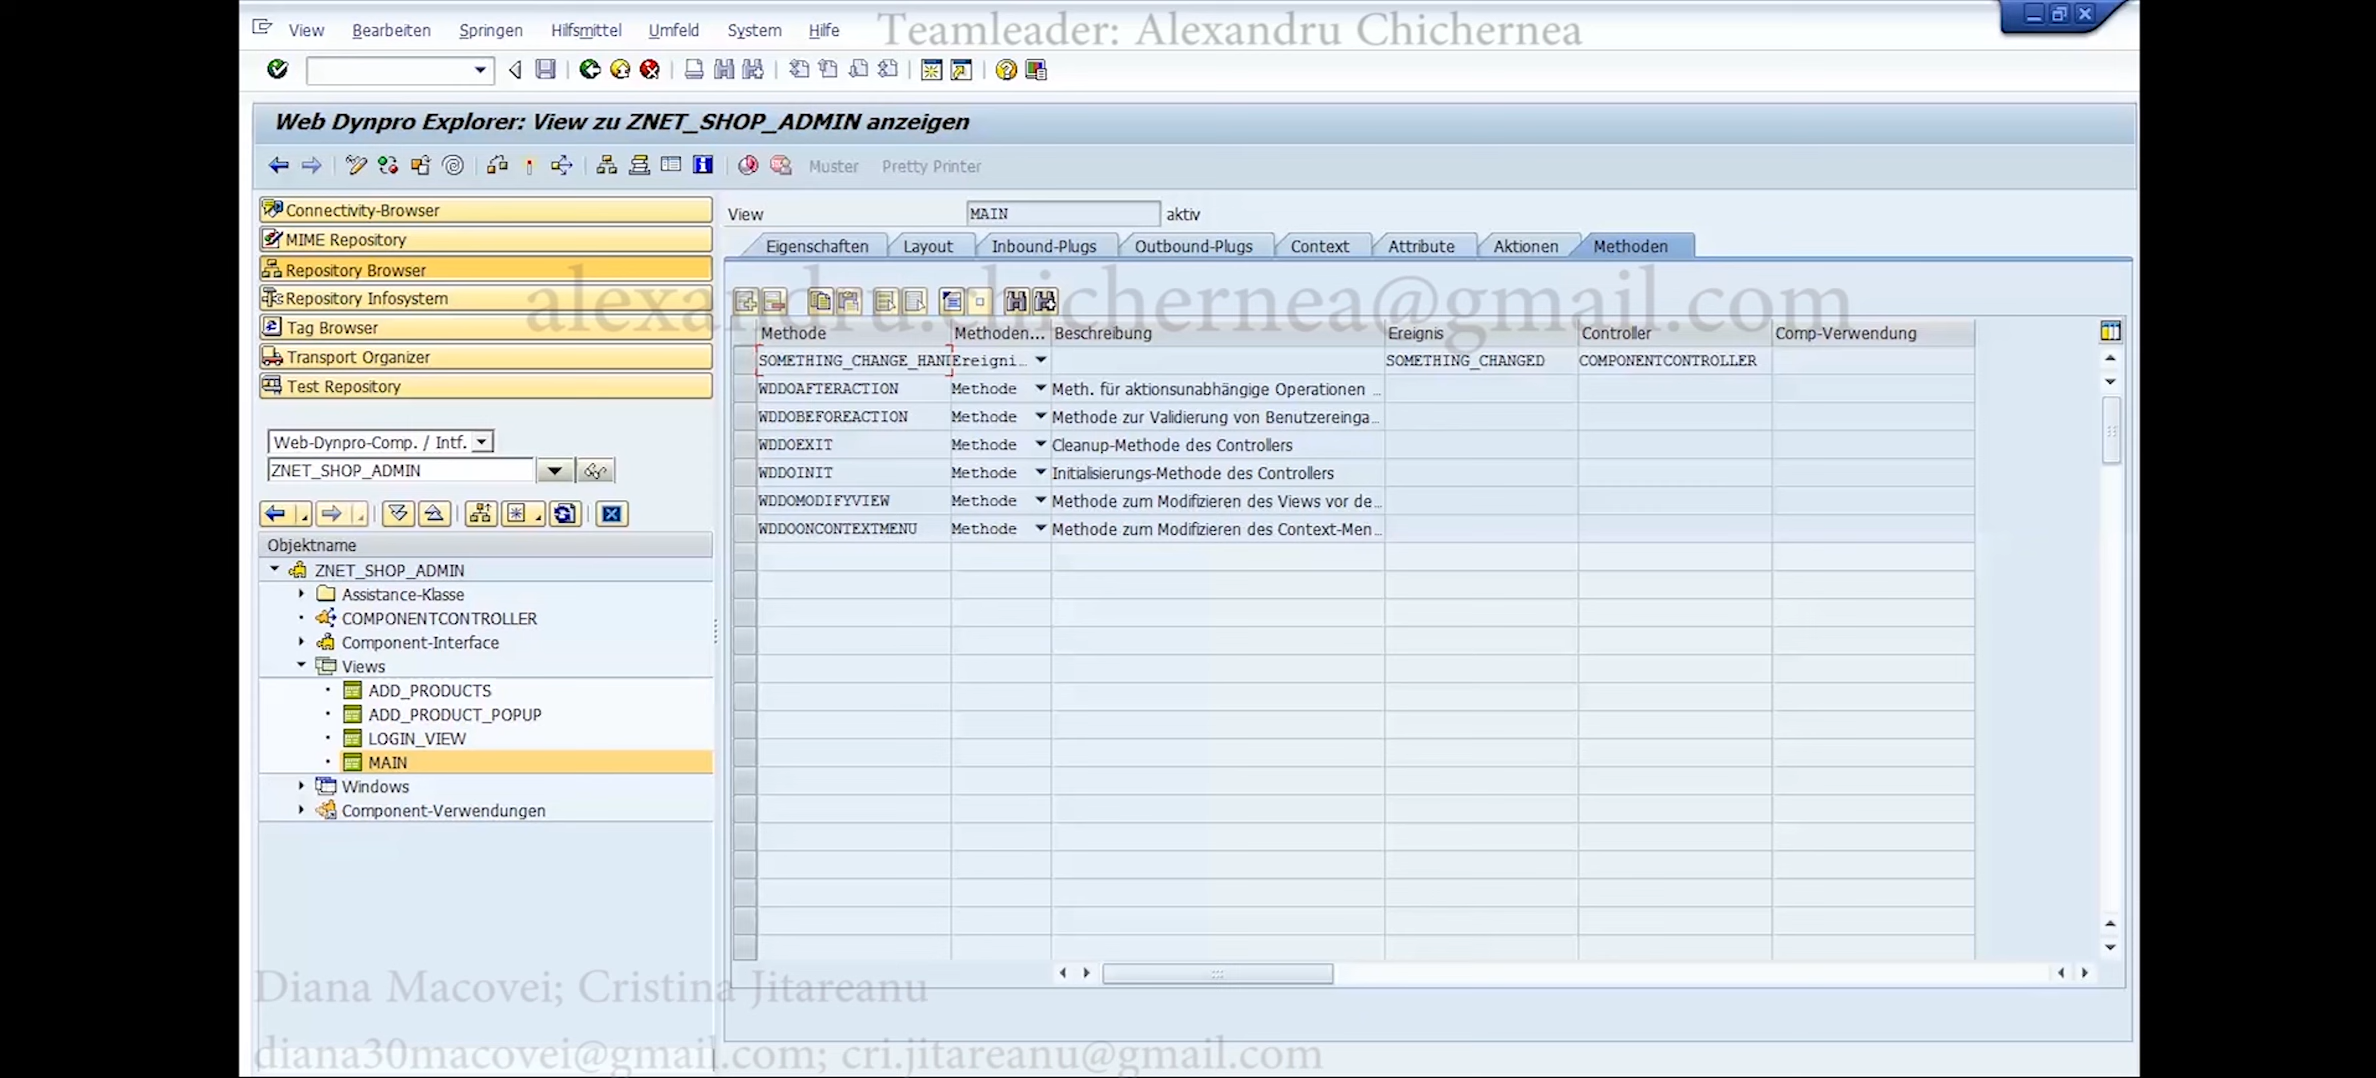 View Bearbeiten Springen Hilfsmittel Umfeld System Hilfe
Teamleader: Alexandru Chichernea
Web Dynpro Explorer: View zu ZNET_SHOP_ADMIN anzeigen
Muster Pretty Printer
Connectivity-Browser
MIME Repository
Repository Browser
Repository Infosystem
Tag Browser
Transport Organizer
Test Repository
Web-Dynpro-Comp. / Intf.
ZNET_SHOP_ADMIN
Objektname
ZNET_SHOP_ADMIN
Assistance-Klasse
COMPONENTCONTROLLER
Component-Interface
Views
ADD_PRODUCTS
ADD_PRODUCT_POPUP
LOGIN_VIEW
MAIN
Windows
Component-Verwendungen
View MAIN aktiv
Eigenschaften Layout Inbound-Plugs Outbound-Plugs Context Attribute Aktionen Methoden
alexandru.chichernea@gmail.com
Methode Methoden... Beschreibung Ereignis Controller Comp-Verwendung
SOMETHING_CHANGE_HAND Ereigni... SOMETHING_CHANGED COMPONENTCONTROLLER
WDDOAFTERACTION Methode Meth. für aktionsunabhängige Operationen ...
WDDOBEFOREACTION Methode Methode zur Validierung von Benutzereinga...
WDDOEXIT Methode Cleanup-Methode des Controllers
WDDOINIT Methode Initialisierungs-Methode des Controllers
WDDOMODIFYVIEW Methode Methode zum Modifizieren des Views vor de...
WDDOONCONTEXTMENU Methode Methode zum Modifizieren des Context-Men...
Diana Macovei; Cristina Jitareanu
diana30macovei@gmail.com; cri.jitareanu@gmail.com